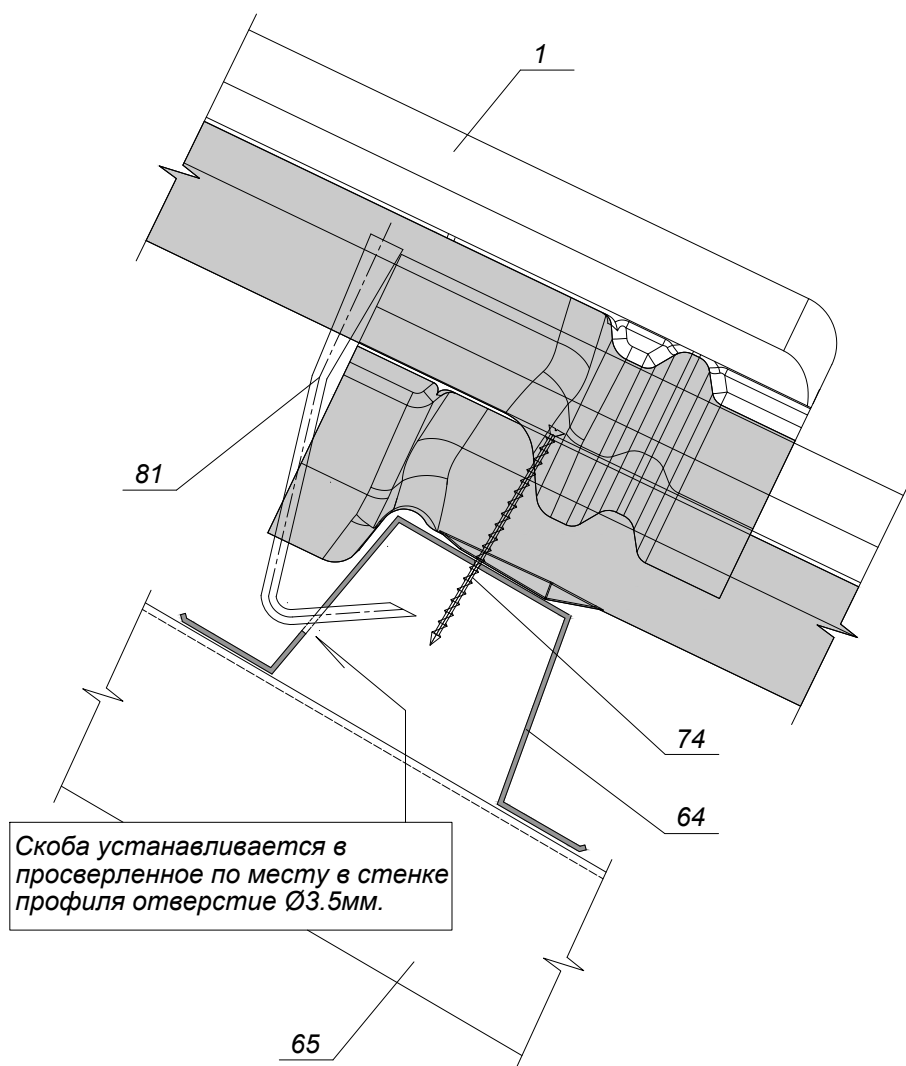 1
81
74
64
Скоба устанавливается в
просверленное по месту в стенке
профиля отверстие Ø3.5мм.
65